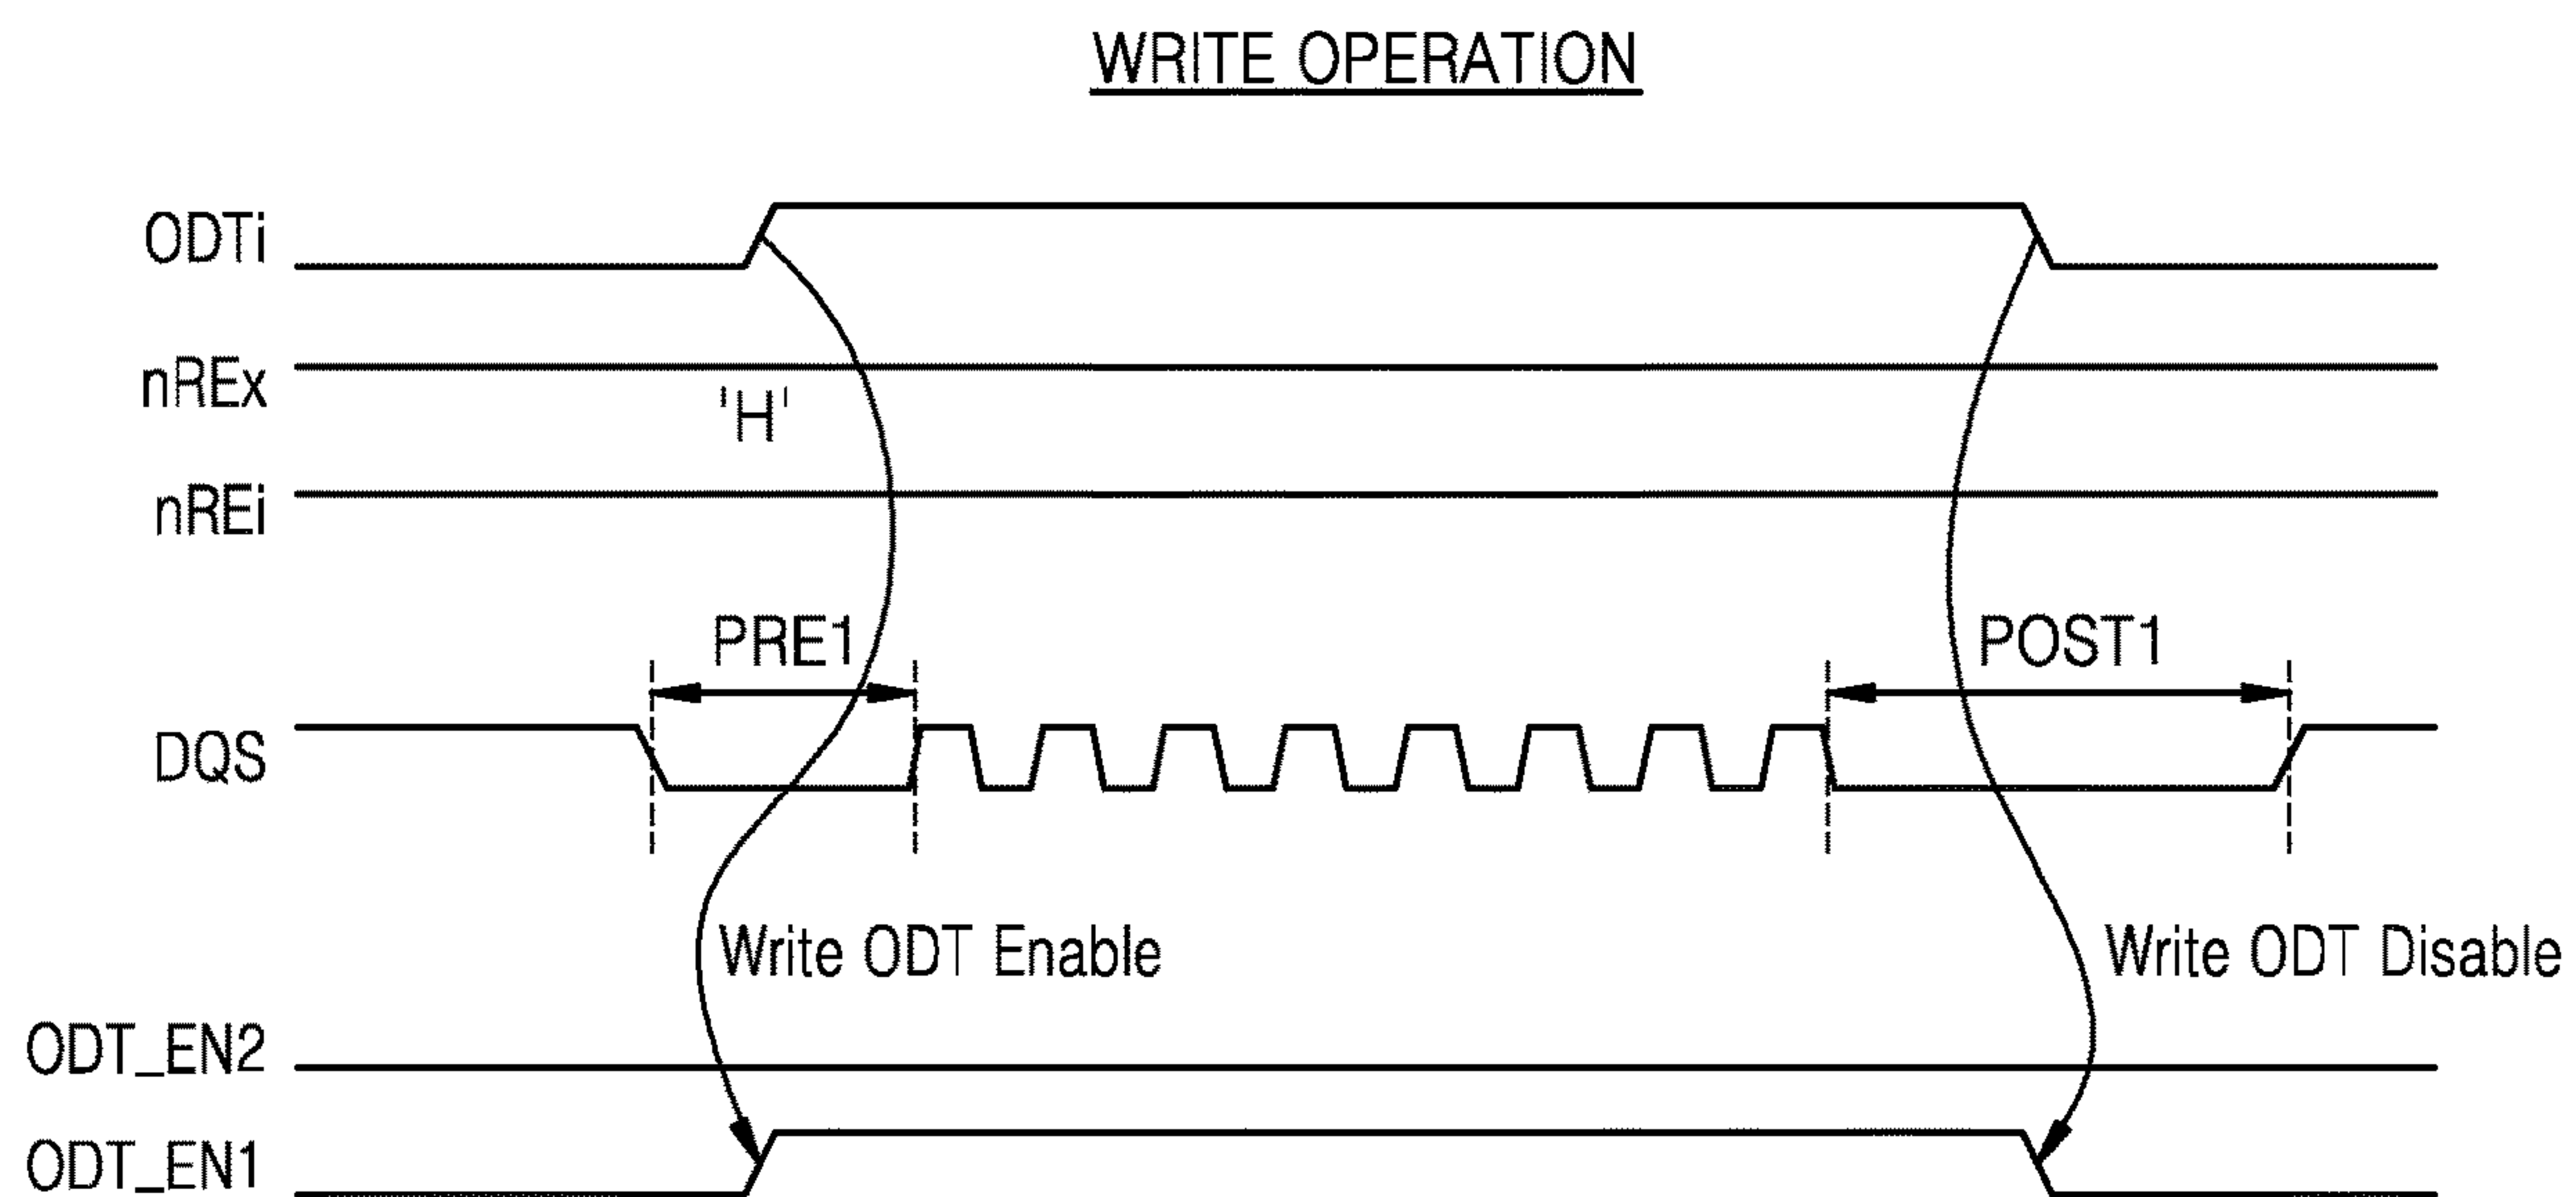 WRITE OPERATION
ODTi
nREx
'H'
nREi
PRE1
POST1
DQS
Write ODT Enable
Write ODT Disable
ODT_EN2
ODT_EN1